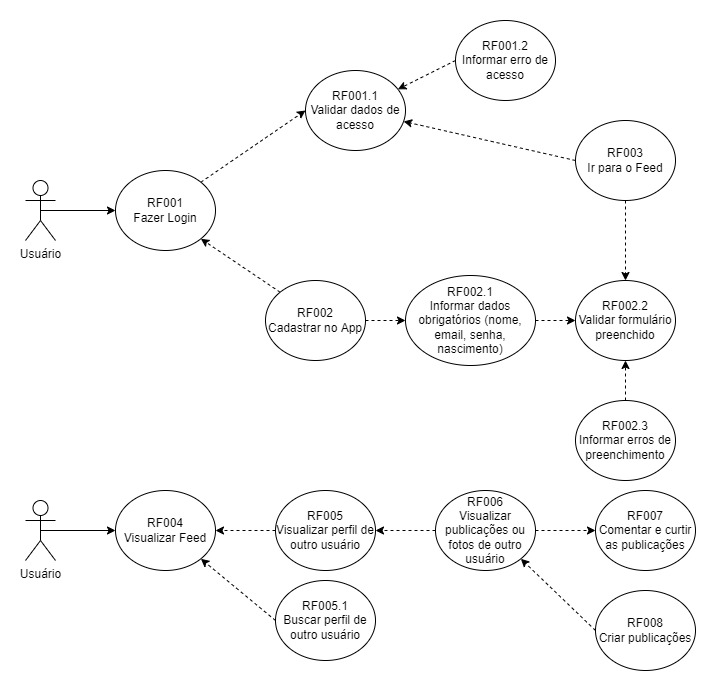 RF001.2
Informar erro de
acesso
RF001.1
Validar dados de
acesso
RF003
Ir para o Feed
RF001
Fazer Login
Usuário
RF002
Cadastrar no App
RF002.1
Informar dados
obrigatórios (nome,
email, senha,
nascimento)
RF002.2
Validar formulário
preenchido
RF002.3
Informar erros de
preenchimento
RF004
Visualizar Feed
Usuário
RF005
Visualizar perfil de
outro usuário
RF006
Visualizar
publicações ou
fotos de outro
usuário
RF007
Comentar e curtir
as publicações
RF005.1
Buscar perfil de
outro usuário
RF008
Criar publicações